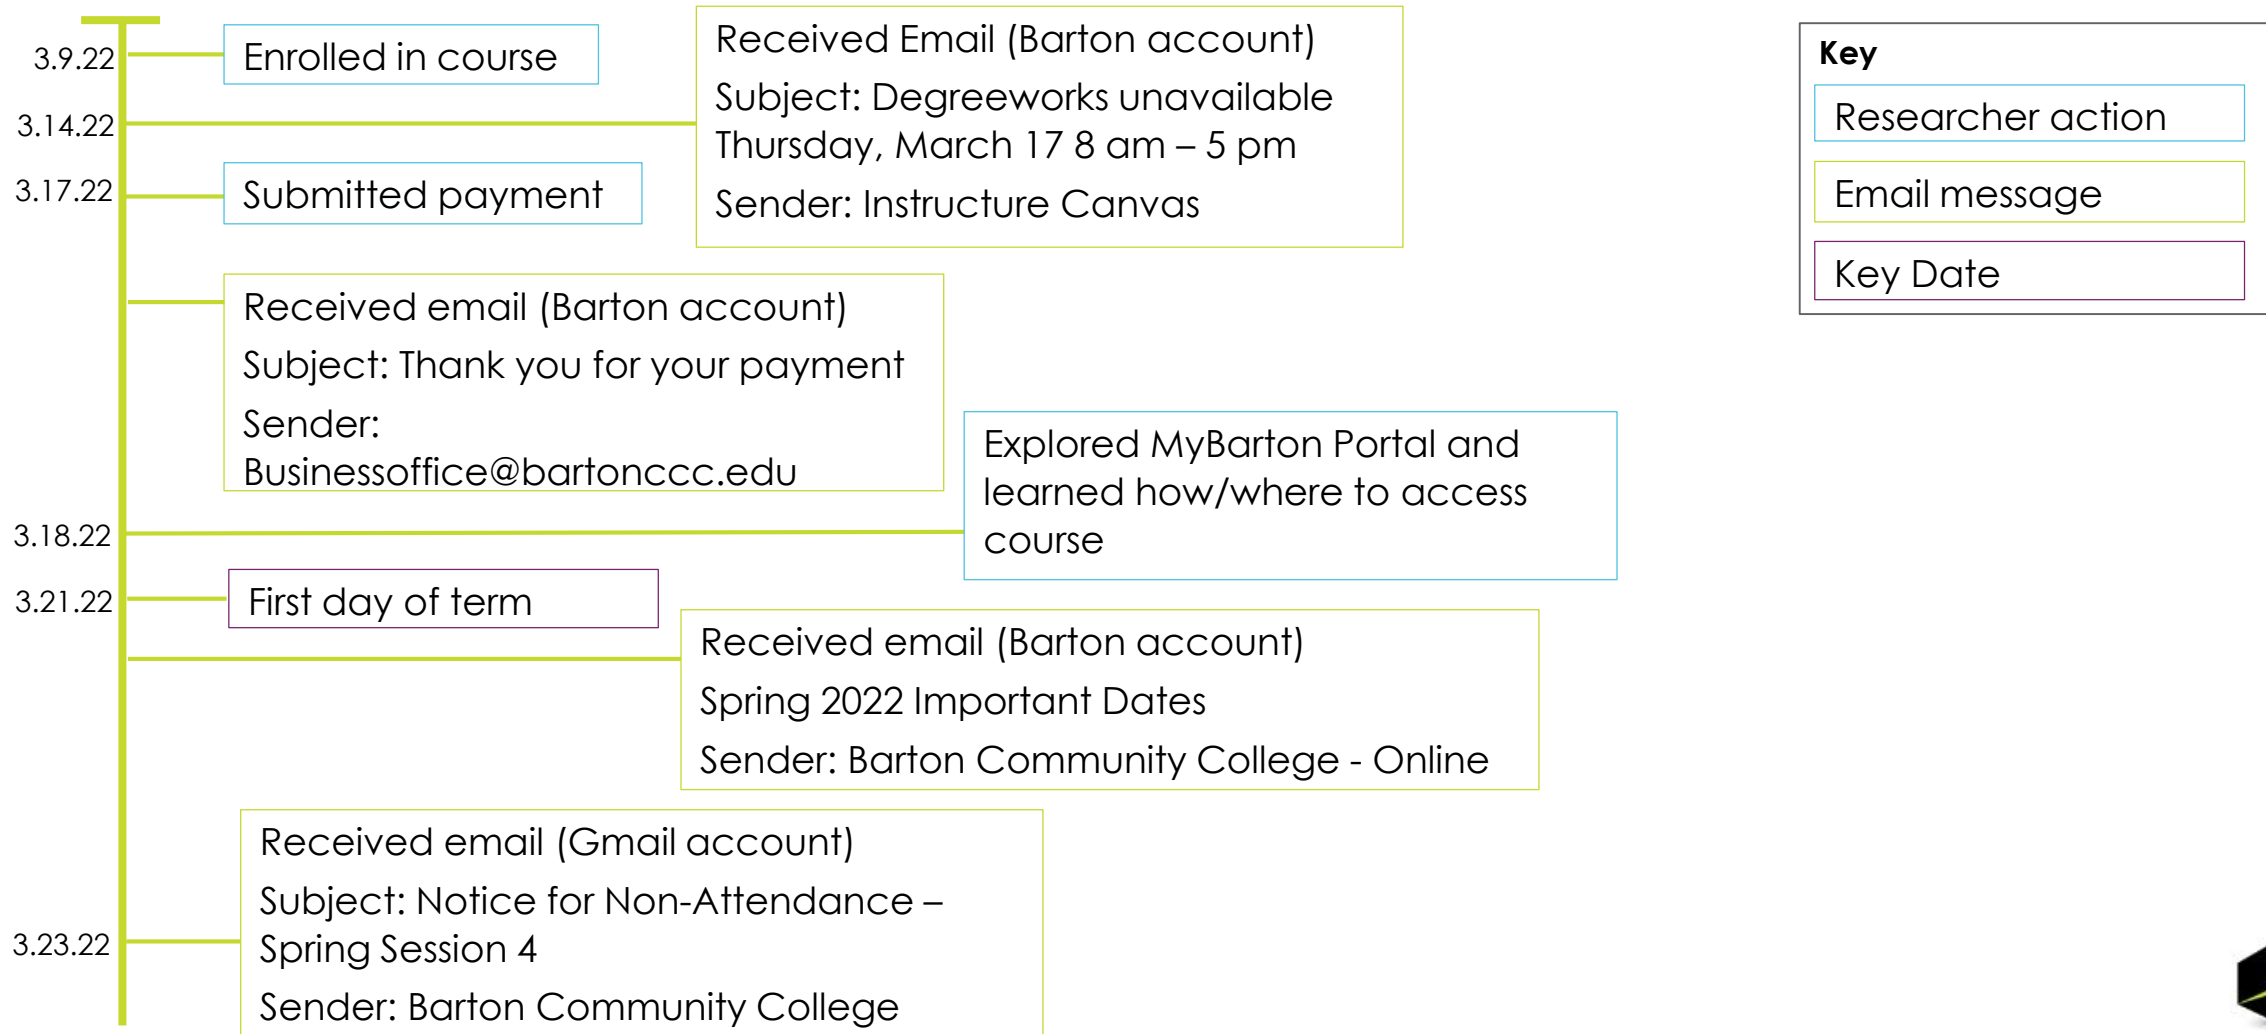 3.9.22
Enrolled in course
3.14.22
Received Email (Barton account)
Subject: Degreeworks unavailable
Thursday, March 17 8 am – 5 pm
Sender: Instructure Canvas
3.17.22
Submitted payment
Received email (Barton account)
Subject: Thank you for your payment
Sender:
Businessoffice@bartonccc.edu
3.18.22
Explored MyBarton Portal and
learned how/where to access
course
3.21.22
First day of term
Received email (Barton account)
Spring 2022 Important Dates
Sender: Barton Community College - Online
3.23.22
Received email (Gmail account)
Subject: Notice for Non-Attendance –
Spring Session 4
Sender: Barton Community College
Key
Researcher action
Email message
Key Date